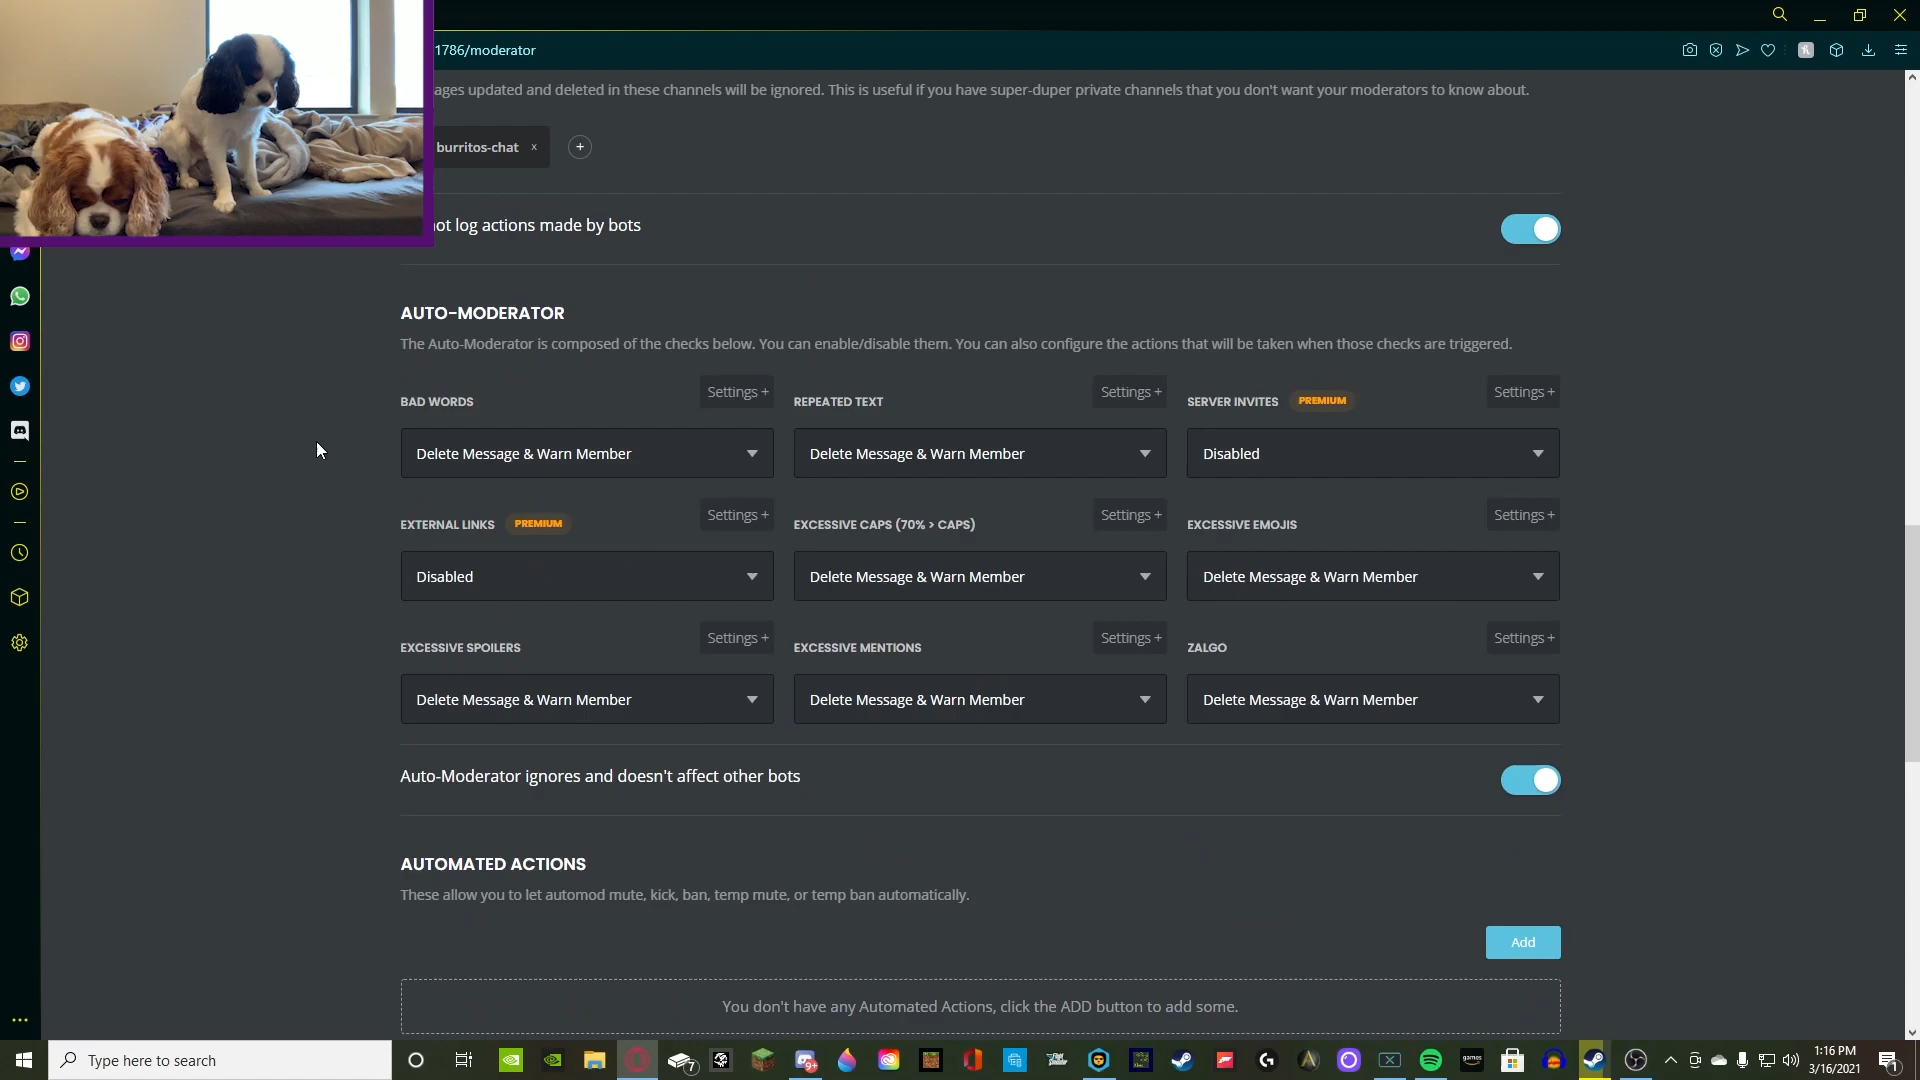 1786/moderator
ages updated and deleted in these channels will be ignored. This is useful if you have super-duper private channels that you don't want your moderators to know about.
burritos-chat x +
not log actions made by bots
AUTO-MODERATOR
The Auto-Moderator is composed of the checks below. You can enable/disable them. You can also configure the actions that will be taken when those checks are triggered.
BAD WORDS Settings +
Delete Message & Warn Member
REPEATED TEXT Settings +
Delete Message & Warn Member
SERVER INVITES PREMIUM Settings +
Disabled
EXTERNAL LINKS PREMIUM Settings +
Disabled
EXCESSIVE CAPS (70% > CAPS) Settings +
Delete Message & Warn Member
EXCESSIVE EMOJIS Settings +
Delete Message & Warn Member
EXCESSIVE SPOILERS Settings +
Delete Message & Warn Member
EXCESSIVE MENTIONS Settings +
Delete Message & Warn Member
ZALGO Settings +
Delete Message & Warn Member
Auto-Moderator ignores and doesn't affect other bots
AUTOMATED ACTIONS
These allow you to let automod mute, kick, ban, temp mute, or temp ban automatically.
Add
You don't have any Automated Actions, click the ADD button to add some.
Type here to search
7
9+
games
1:16 PM
3/16/2021
1